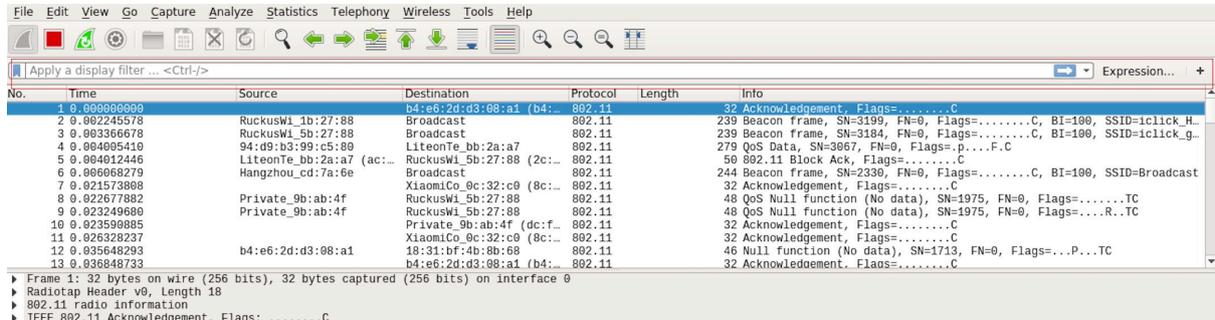 File Edit View Go Capture Analyze Statistics Telephony Wireless Tools Help
Apply a display filter ... <Ctrl-/> Expression... +
No. Time Source Destination Protocol Length Info
1 0.000000000 b4:e6:2d:d3:08:a1 (b4:… 802.11 32 Acknowledgement, Flags=........C
2 0.002245578 RuckusWi_1b:27:88 Broadcast 802.11 239 Beacon frame, SN=3199, FN=0, Flags=........C, BI=100, SSID=iclick_H…
3 0.003366678 RuckusWi_5b:27:88 Broadcast 802.11 239 Beacon frame, SN=3184, FN=0, Flags=........C, BI=100, SSID=iclick_g…
4 0.004005410 94:d9:b3:99:c5:80 LiteonTe_bb:2a:a7 802.11 279 QoS Data, SN=3067, FN=0, Flags=.p....F.C
5 0.004012446 LiteonTe_bb:2a:a7 (ac:… RuckusWi_5b:27:88 (2c:… 802.11 50 802.11 Block Ack, Flags=........C
6 0.006068279 Hangzhou_cd:7a:6e Broadcast 802.11 244 Beacon frame, SN=2330, FN=0, Flags=........C, BI=100, SSID=Broadcast
7 0.021573808 XiaomiCo_0c:32:c0 (8c:… 802.11 32 Acknowledgement, Flags=........C
8 0.022677882 Private_9b:ab:4f RuckusWi_5b:27:88 802.11 48 QoS Null function (No data), SN=1975, FN=0, Flags=.......TC
9 0.023249680 Private_9b:ab:4f RuckusWi_5b:27:88 802.11 48 QoS Null function (No data), SN=1975, FN=0, Flags=....R..TC
10 0.023590885 Private_9b:ab:4f (dc:f… 802.11 32 Acknowledgement, Flags=........C
11 0.026328237 XiaomiCo_0c:32:c0 (8c:… 802.11 32 Acknowledgement, Flags=........C
12 0.035648293 b4:e6:2d:d3:08:a1 18:31:bf:4b:8b:68 802.11 46 Null function (No data), SN=1713, FN=0, Flags=...P...TC
13 0.036848733 b4:e6:2d:d3:08:a1 (b4:… 802.11 32 Acknowledgement, Flags=........C
Frame 1: 32 bytes on wire (256 bits), 32 bytes captured (256 bits) on interface 0
Radiotap Header v0, Length 18
802.11 radio information
IEEE 802.11 Acknowledgement, Flags: ........C